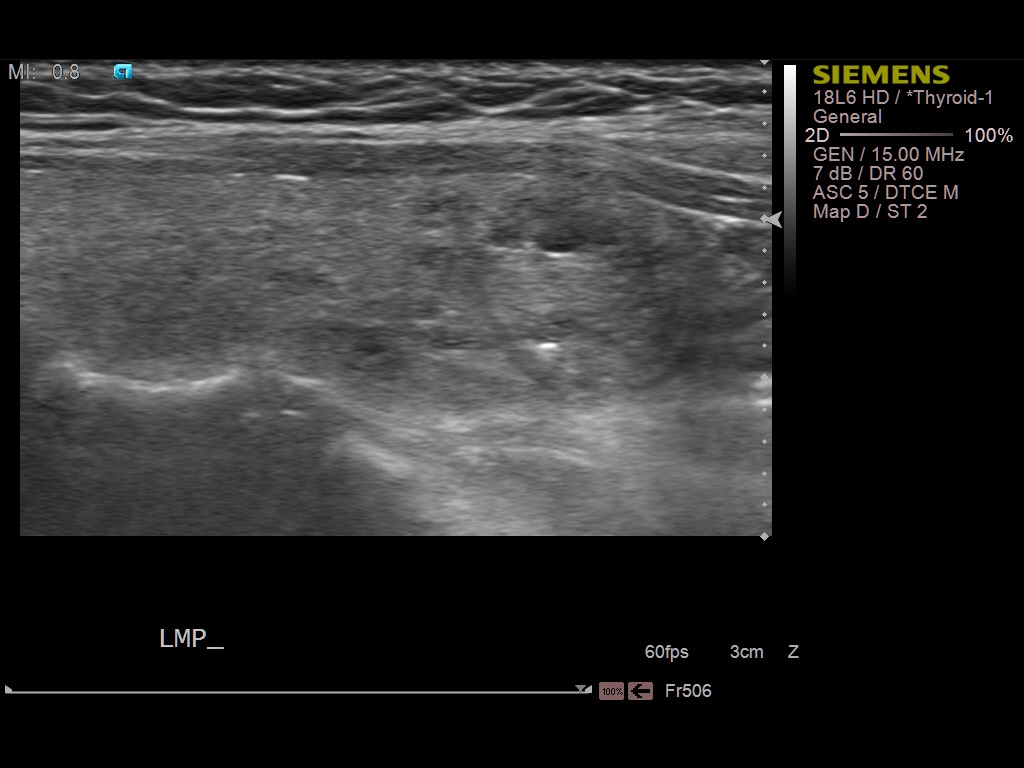 MI: 0.8
SIEMENS
18L6 HD / *Thyroid-1
General
2D 100%
GEN / 15.00 MHz
7 dB / DR 60
ASC 5 / DTCE M
Map D / ST 2
LMP_
60fps 3cm Z
100% Fr506